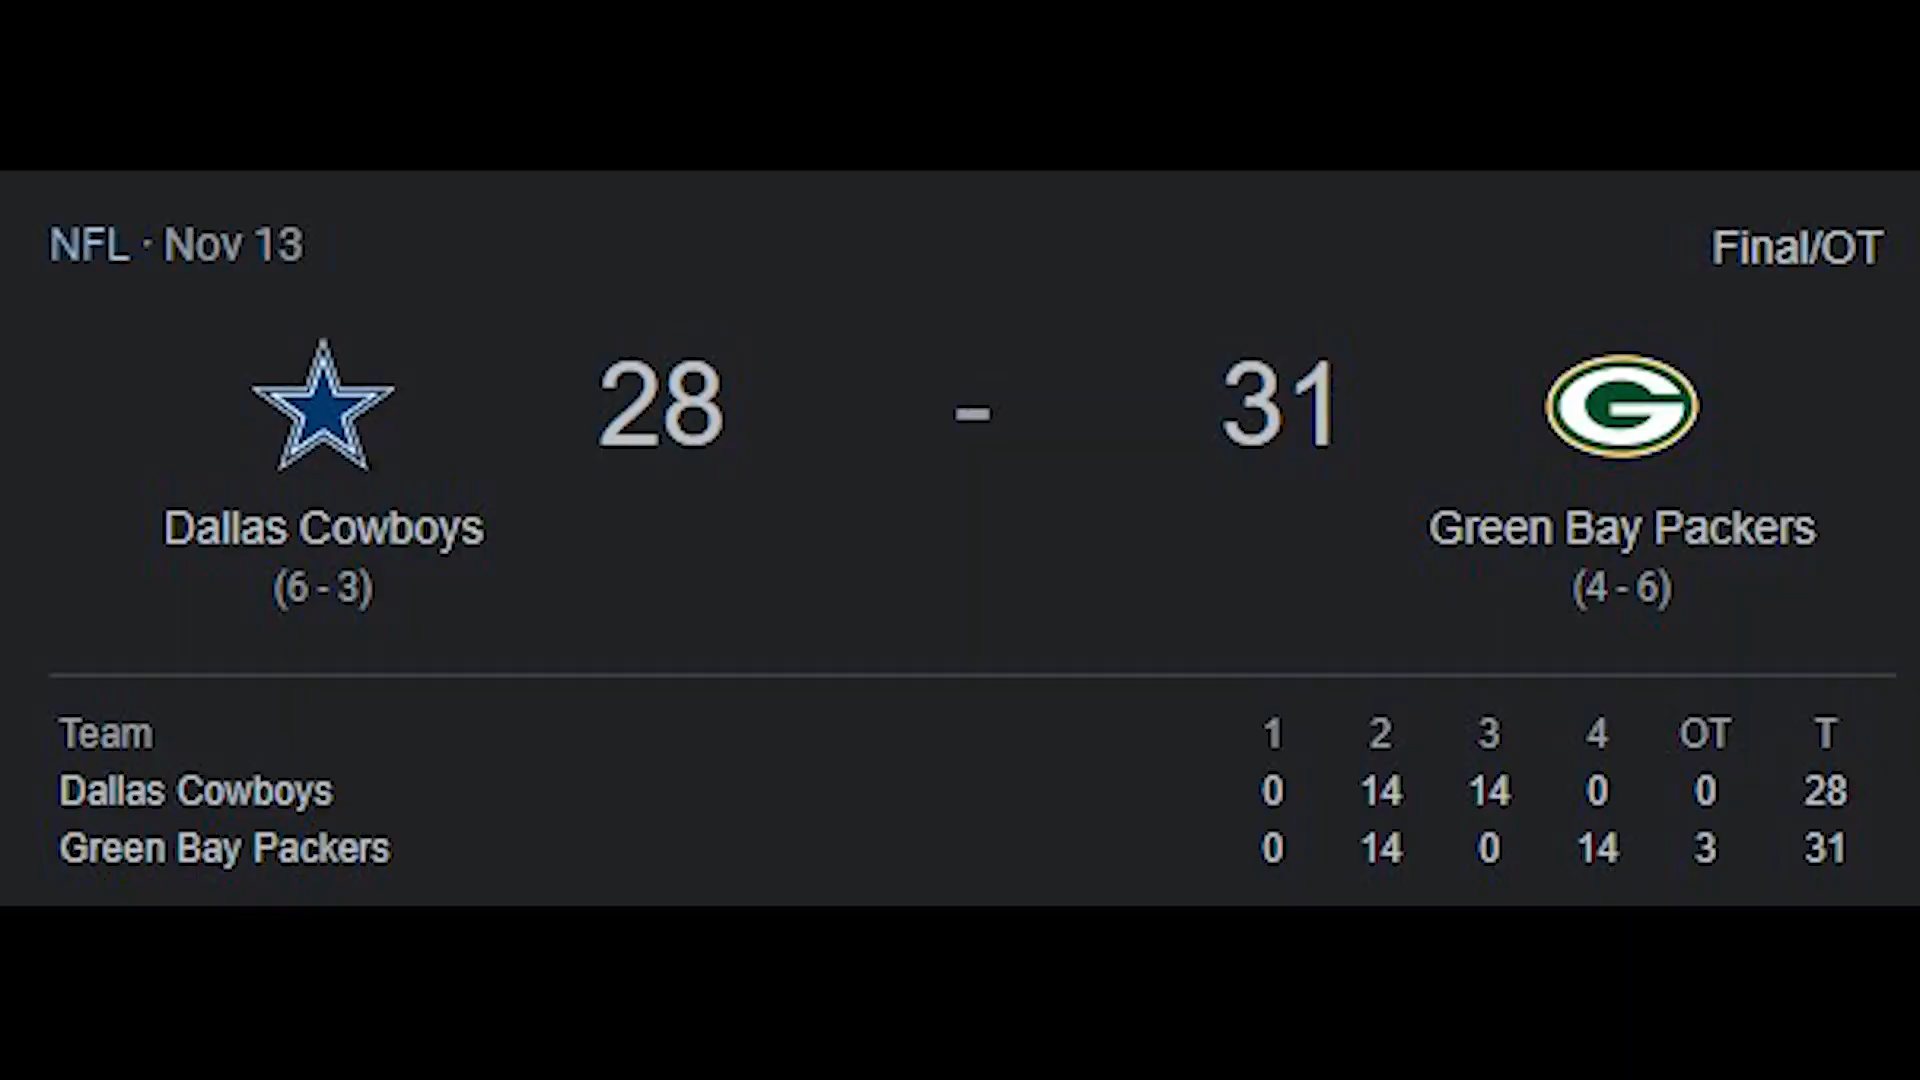 NFL · Nov 13
Final/OT
28 - 31
Dallas Cowboys
(6 - 3)
Green Bay Packers
(4 - 6)
Team 1 2 3 4 OT T
Dallas Cowboys 0 14 14 0 0 28
Green Bay Packers 0 14 0 14 3 31